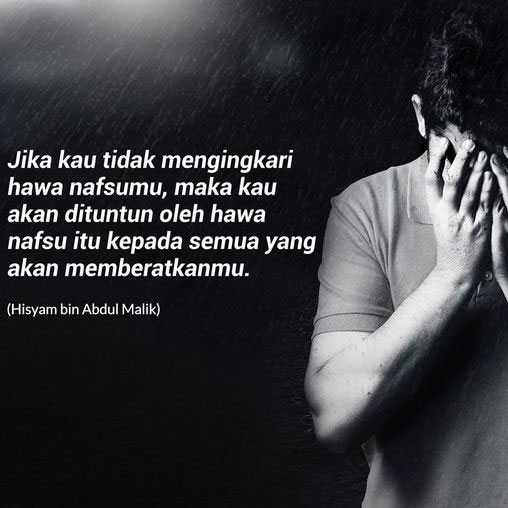 Jika kau tidak mengingkari
hawa nafsumu, maka kau
akan dituntun oleh hawa
nafsu itu kepada semua yang
akan memberatkanmu.
(Hisyam bin Abdul Malik)